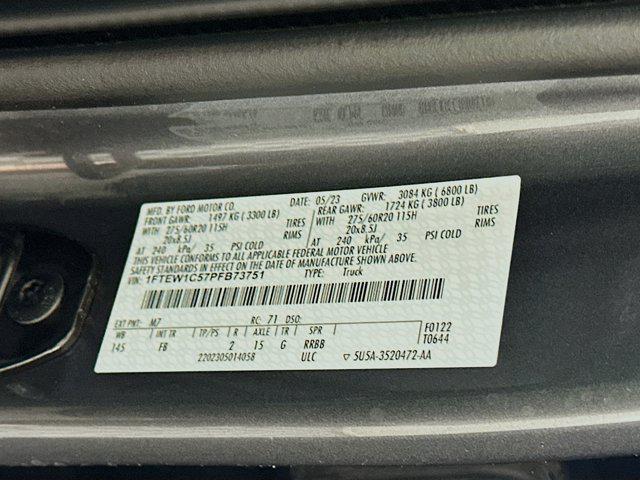 MFD. BY FORD MOTOR CO.
DATE: 05/23 GVWR: 3084 KG ( 6800 LB)
FRONT GAWR: 1497 KG ( 3300 LB) REAR GAWR: 1724 KG ( 3800 LB)
WITH 275/60R20 115H TIRES WITH 275/60R20 115H TIRES
20x8.5J RIMS 20x8.5J RIMS
AT 240 kPa/ 35 PSI COLD AT 240 kPa/ 35 PSI COLD
THIS VEHICLE CONFORMS TO ALL APPLICABLE FEDERAL MOTOR VEHICLE
SAFETY STANDARDS IN EFFECT ON THE DATE OF MANUFACTURE SHOWN ABOVE.
VIN: 1FTEW1C57PFB73751 TYPE: Truck
EXT PNT: M7 RC: 71 DSO: F0122
WB INT TR TP/PS R AXLE TR SPR T0644
145 FB 2 15 G RRBB
2202305014058 ULC ▽ 5U5A-3520472-AA